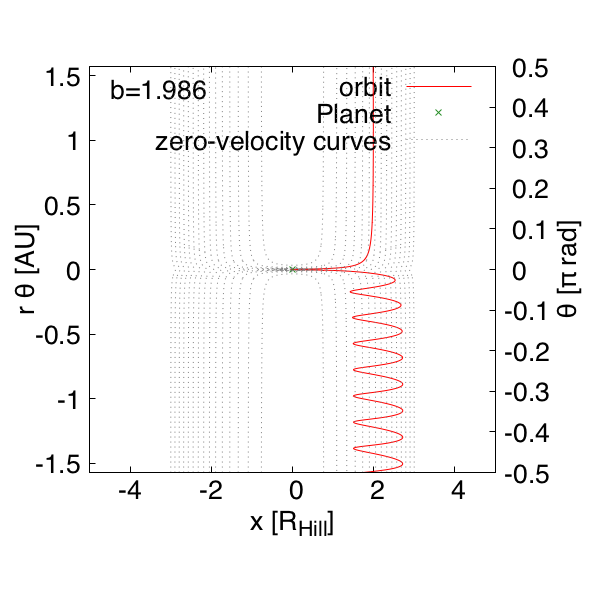 b=1.986
orbit
Planet
zero-velocity curves
1.5
1
0.5
0
-0.5
-1
-1.5
r θ [AU]
0.5
0.4
0.3
0.2
0.1
0
-0.1
-0.2
-0.3
-0.4
-0.5
θ [π rad]
-4 -2 0 2 4
x [R_Hill]